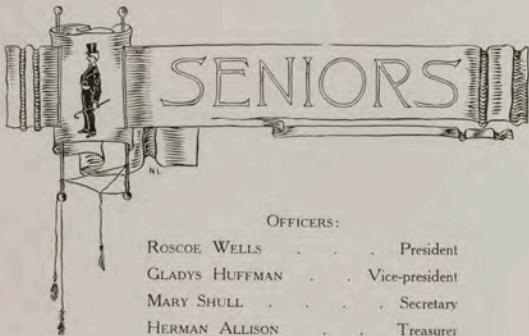 SENIORS
NL
OFFICERS:
ROSCOE WELLS . . . President
GLADYS HUFFMAN . . Vice-president
MARY SHULL . . . . Secretary
HERMAN ALLISON . . Treasurer